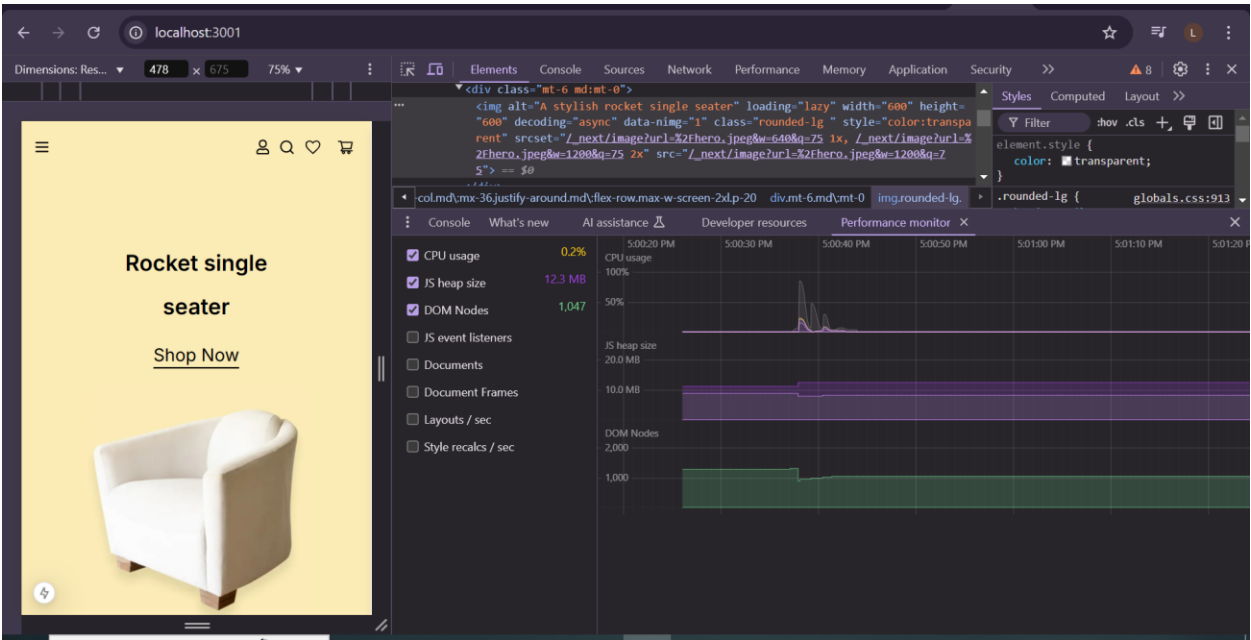 localhost:3001
L
Dimensions: Res... 478 x 675 75%
Elements Console Sources Network Performance Memory Application Security 8
<div class="mt-6 md:mt-0">
<img alt="A stylish rocket single seater" loading="lazy" width="600" height=
"600" decoding="async" data-nimg="1" class="rounded-lg " style="color:transpa
rent" srcset="/_next/image?url=%2Fhero.jpeg&w=640&q=75 1x, /_next/image?url=%
2Fhero.jpeg&w=1200&q=75 2x" src="/_next/image?url=%2Fhero.jpeg&w=1200&q=7
5"> == $0
-col.md\:mx-36.justify-around.md\:flex-row.max-w-screen-2xl.p-20 div.mt-6.md\:mt-0 img.rounded-lg.
Styles Computed Layout
Filter :hov .cls
element.style {
color: transparent;
}
.rounded-lg { globals.css:913
Console What's new AI assistance Developer resources Performance monitor
CPU usage 0.2%
JS heap size 12.3 MB
DOM Nodes 1,047
JS event listeners
Documents
Document Frames
Layouts / sec
Style recalcs / sec
5:00:20 PM 5:00:30 PM 5:00:40 PM 5:00:50 PM 5:01:00 PM 5:01:10 PM 5:01:20 P
CPU usage
100%
50%
JS heap size
20.0 MB
10.0 MB
DOM Nodes
2,000
1,000
Rocket single
seater
Shop Now